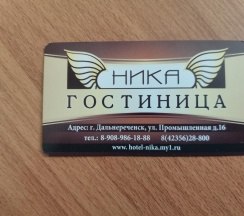 НИКА
ГОСТИНИЦА
Адрес: г. Дальнереченск, ул. Промышленная д.16
тел.: 8-908-986-18-88 8(42356)28-800
www.hotel-nika.my1.ru